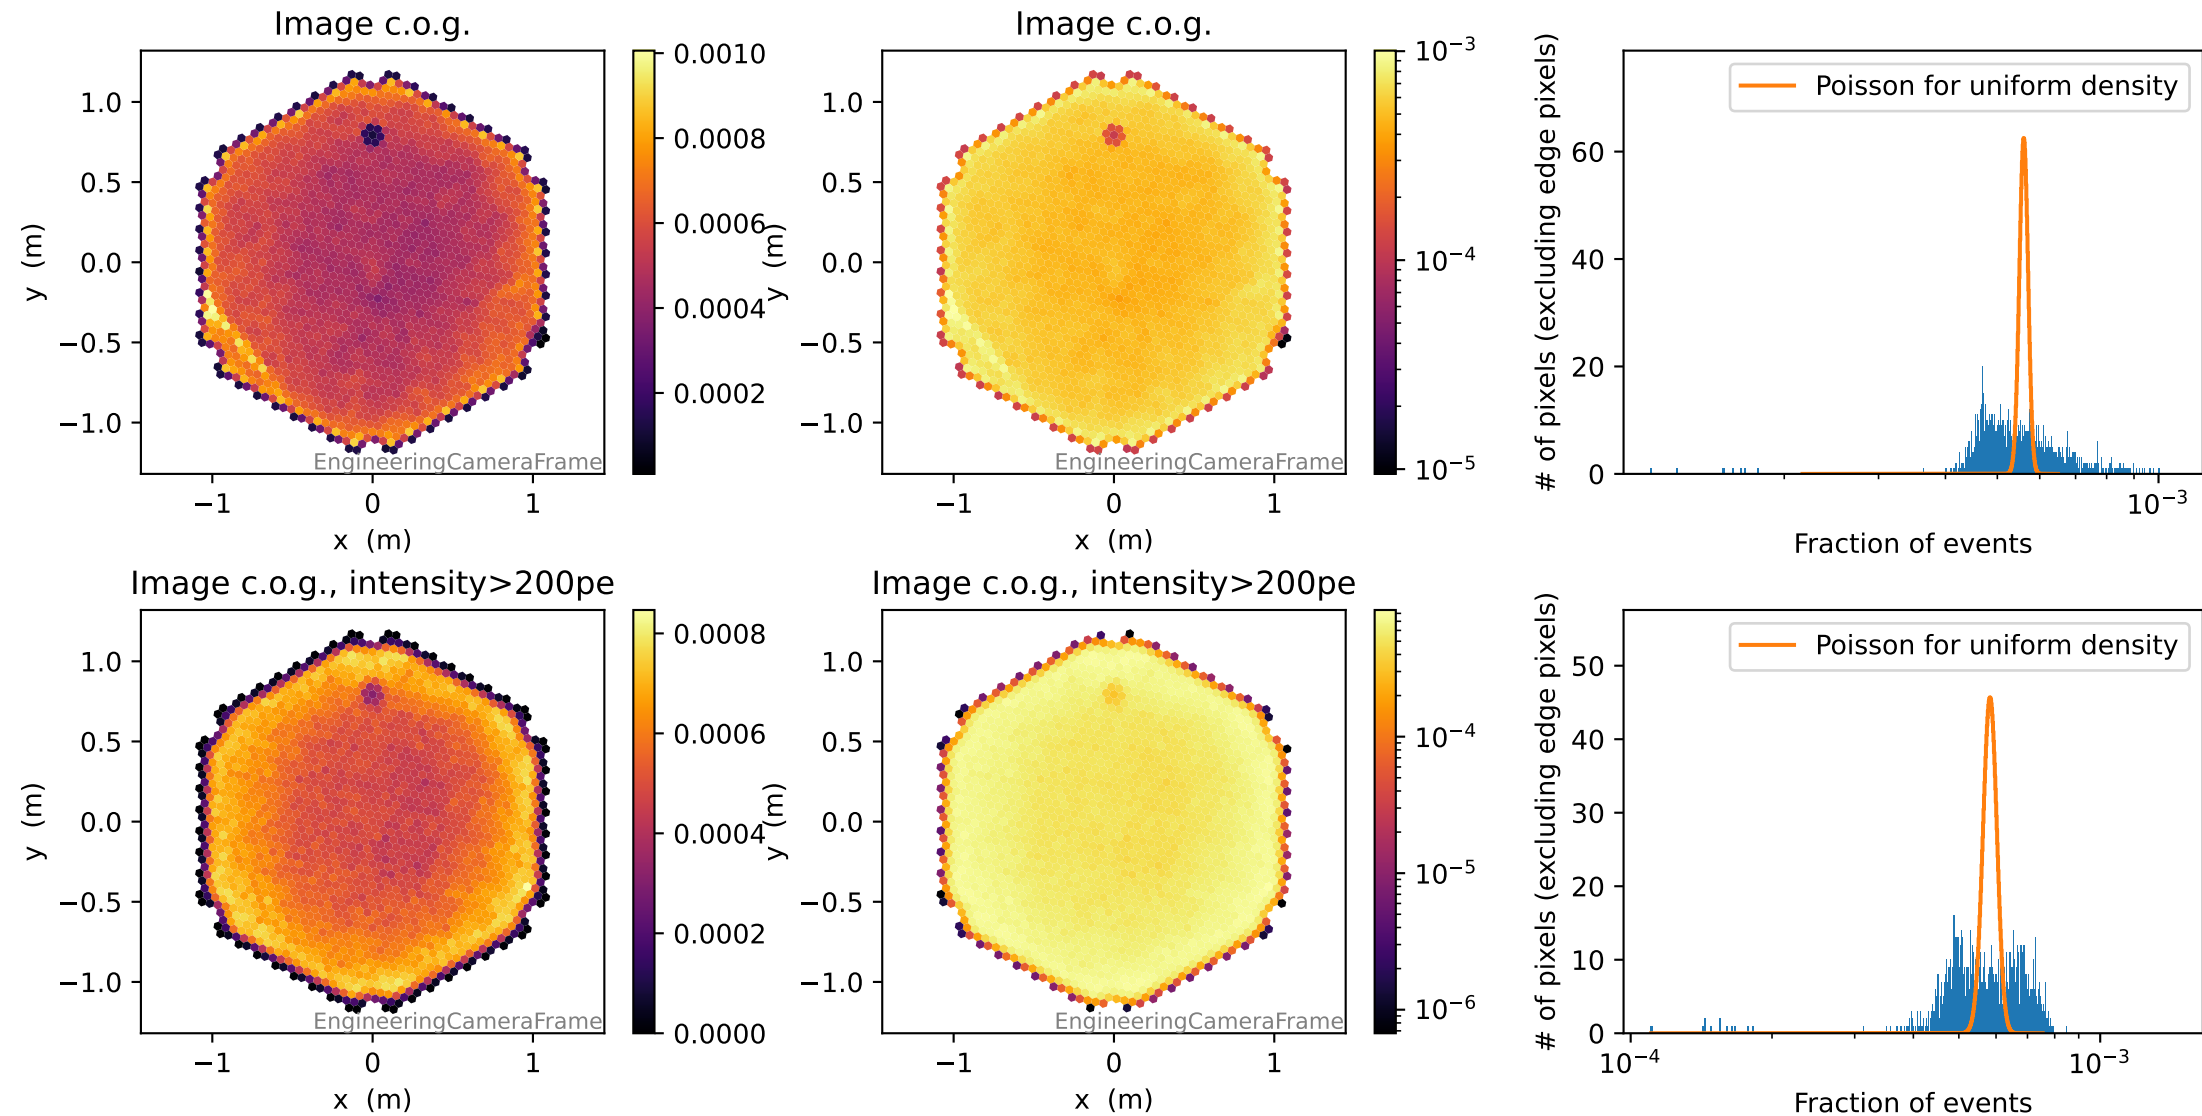 Image c.o.g.
1.0
0.5
0.0
−0.5
−1.0
y (m)
−1
0
1
x (m)
EngineeringCameraFrame
0.0010
0.0008
0.0006
0.0004
0.0002
Image c.o.g.
1.0
0.5
0.0
−0.5
−1.0
y (m)
−1
0
1
x (m)
EngineeringCameraFrame
10⁻³
10⁻⁴
10⁻⁵
Poisson for uniform density
60
40
20
0
# of pixels (excluding edge pixels)
10⁻³
Fraction of events
Image c.o.g., intensity>200pe
1.0
0.5
0.0
−0.5
−1.0
y (m)
−1
0
1
x (m)
EngineeringCameraFrame
0.0008
0.0006
0.0004
0.0002
0.0000
Image c.o.g., intensity>200pe
1.0
0.5
0.0
−0.5
−1.0
y (m)
−1
0
1
x (m)
EngineeringCameraFrame
10⁻⁴
10⁻⁵
10⁻⁶
Poisson for uniform density
50
40
30
20
10
0
# of pixels (excluding edge pixels)
10⁻⁴
10⁻³
Fraction of events